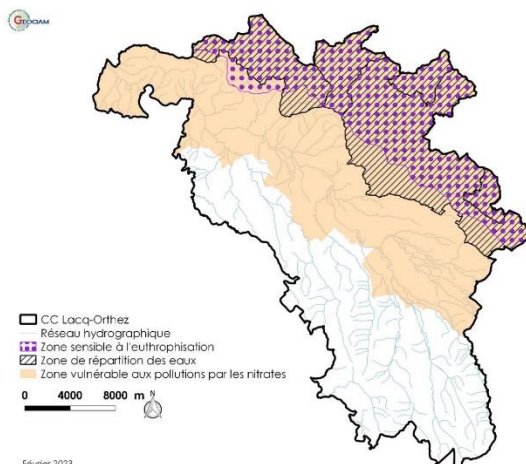 GEOCIAM
CC Lacq-Orthez
Réseau hydrographique
Zone sensible à l'euthrophisation
Zone de répartition des eaux
Zone vulnérable aux pollutions par les nitrates
0 4000 8000 m N
Février 2023